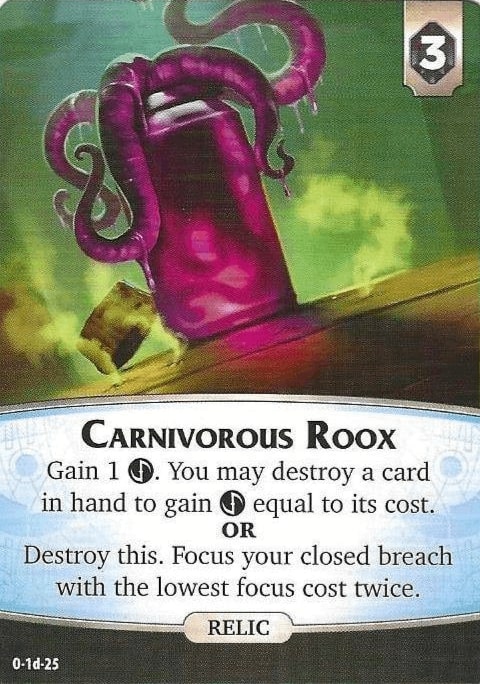 3
CARNIVOROUS ROOX
Gain 1 . You may destroy a card
in hand to gain equal to its cost.
OR
Destroy this. Focus your closed breach
with the lowest focus cost twice.
RELIC
0-1d-25